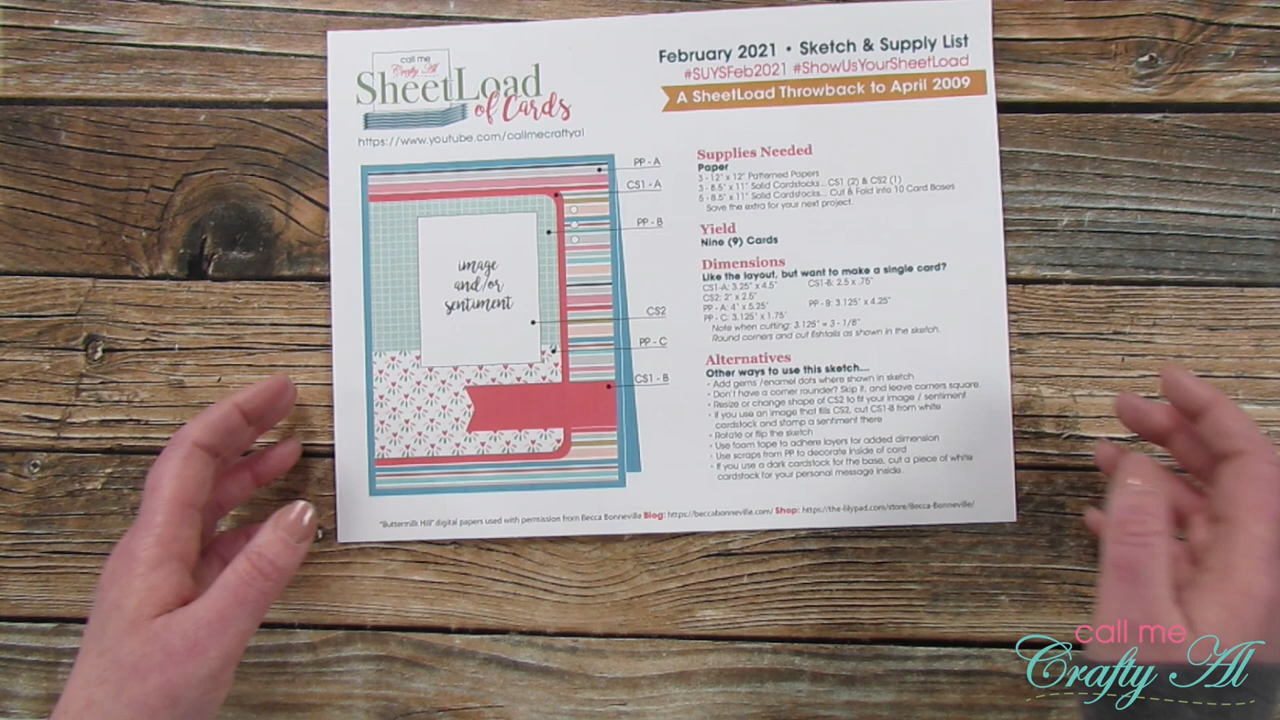 call me
Crafty Al
SheetLoad
of Cards
https://www.youtube.com/callmecraftyal
February 2021 • Sketch & Supply List
#SUYSFeb2021 #ShowUsYourSheetLoad
A SheetLoad Throwback to April 2009
PP - A
CS1 - A
PP - B
image
and/or
sentiment
CS2
PP - C
CS1 - B
Supplies Needed
Paper
3 - 12" x 12" Patterned Papers
3 - 8.5" x 11" Solid Cardstocks... CS1 (2) & CS2 (1)
5 - 8.5" x 11" Solid Cardstocks... Cut & Fold into 10 Card Bases
Save the extra for your next project.
Yield
Nine (9) Cards
Dimensions
Like the layout, but want to make a single card?
CS1-A: 3.25" x 4.5" CS1-B: 2.5 x .75"
CS2: 2" x 2.5"
PP - A: 4" x 5.25" PP - B: 3.125" x 4.25"
PP - C: 3.125" x 1.75"
Note when cutting: 3.125" = 3 - 1/8"
Round corners and cut fishtails as shown in the sketch.
Alternatives
Other ways to use this sketch....
• Add gems /enamel dots where shown in sketch
• Don't have a corner rounder? Skip it, and leave corners square.
• Resize or change shape of CS2 to fit your image / sentiment
• If you use an image that fills CS2, cut CS1-B from white
cardstock and stamp a sentiment there
• Rotate or flip the sketch
• Use foam tape to adhere layers for added dimension
• Use scraps from PP to decorate inside of card
• If you use a dark cardstock for the base, cut a piece of white
cardstock for your personal message inside.
"Buttermilk Hill" digital papers used with permission from Becca Bonneville Blog: https://beccabonneville.com/ Shop: https://the-lilypad.com/store/Becca-Bonneville/
call me
Crafty Al